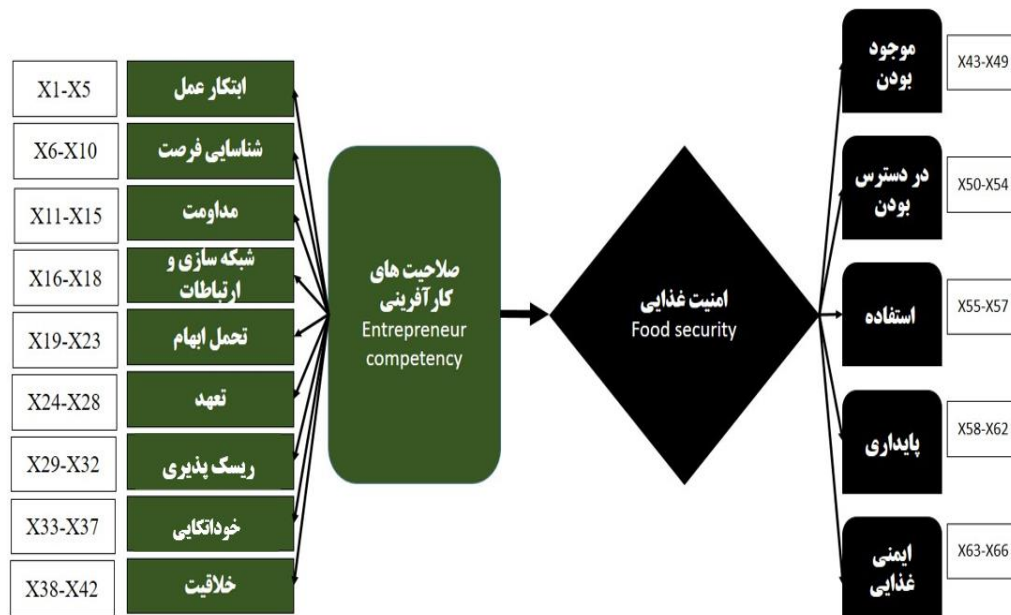 X1-X5
ابتکار عمل
X6-X10
شناسایی فرصت
X11-X15
مداومت
X16-X18
شبکه سازی و
ارتباطات
X19-X23
تحمل ابهام
X24-X28
تعهد
X29-X32
ریسک پذیری
X33-X37
خوداتکایی
X38-X42
خلاقیت
صلاحیت های
کارآفرینی
Entrepreneur
competency
امنیت غذایی
Food security
موجود
بودن
X43-X49
در دسترس
بودن
X50-X54
استفاده
X55-X57
پایداری
X58-X62
ایمنی
غذایی
X63-X66